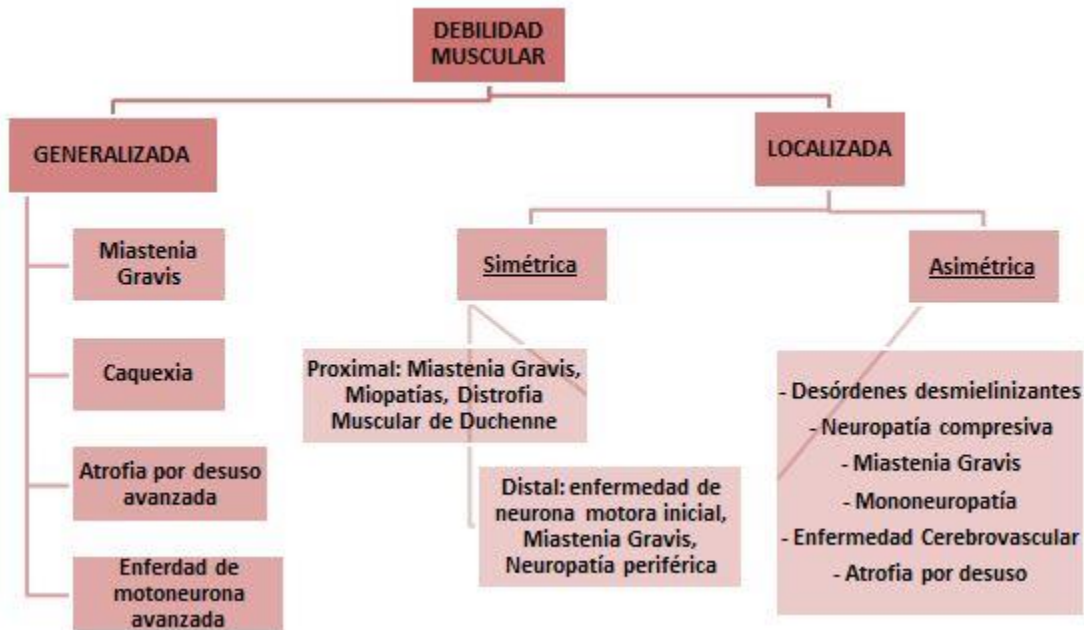 DEBILIDAD
MUSCULAR
GENERALIZADA
LOCALIZADA
Miastenia
Gravis
Caquexia
Atrofia por desuso
avanzada
Enferdad de
motoneurona
avanzada
Simétrica
Proximal: Miastenia Gravis,
Miopatías, Distrofia
Muscular de Duchenne
Distal: enfermedad de
neurona motora inicial,
Miastenia Gravis,
Neuropatía periférica
Asimétrica
- Desórdenes desmielinizantes
- Neuropatía compresiva
- Miastenia Gravis
- Mononeuropatía
- Enfermedad Cerebrovascular
- Atrofia por desuso